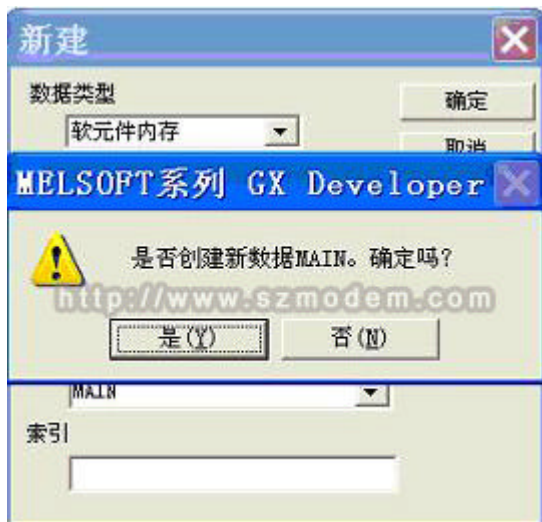 新建
数据类型
确定
软元件内存
取消
MELSOFT系列 GX Developer
是否创建新数据MAIN。确定吗?
http://www.szmodem.com
是(Y)
否(N)
MAIN
索引